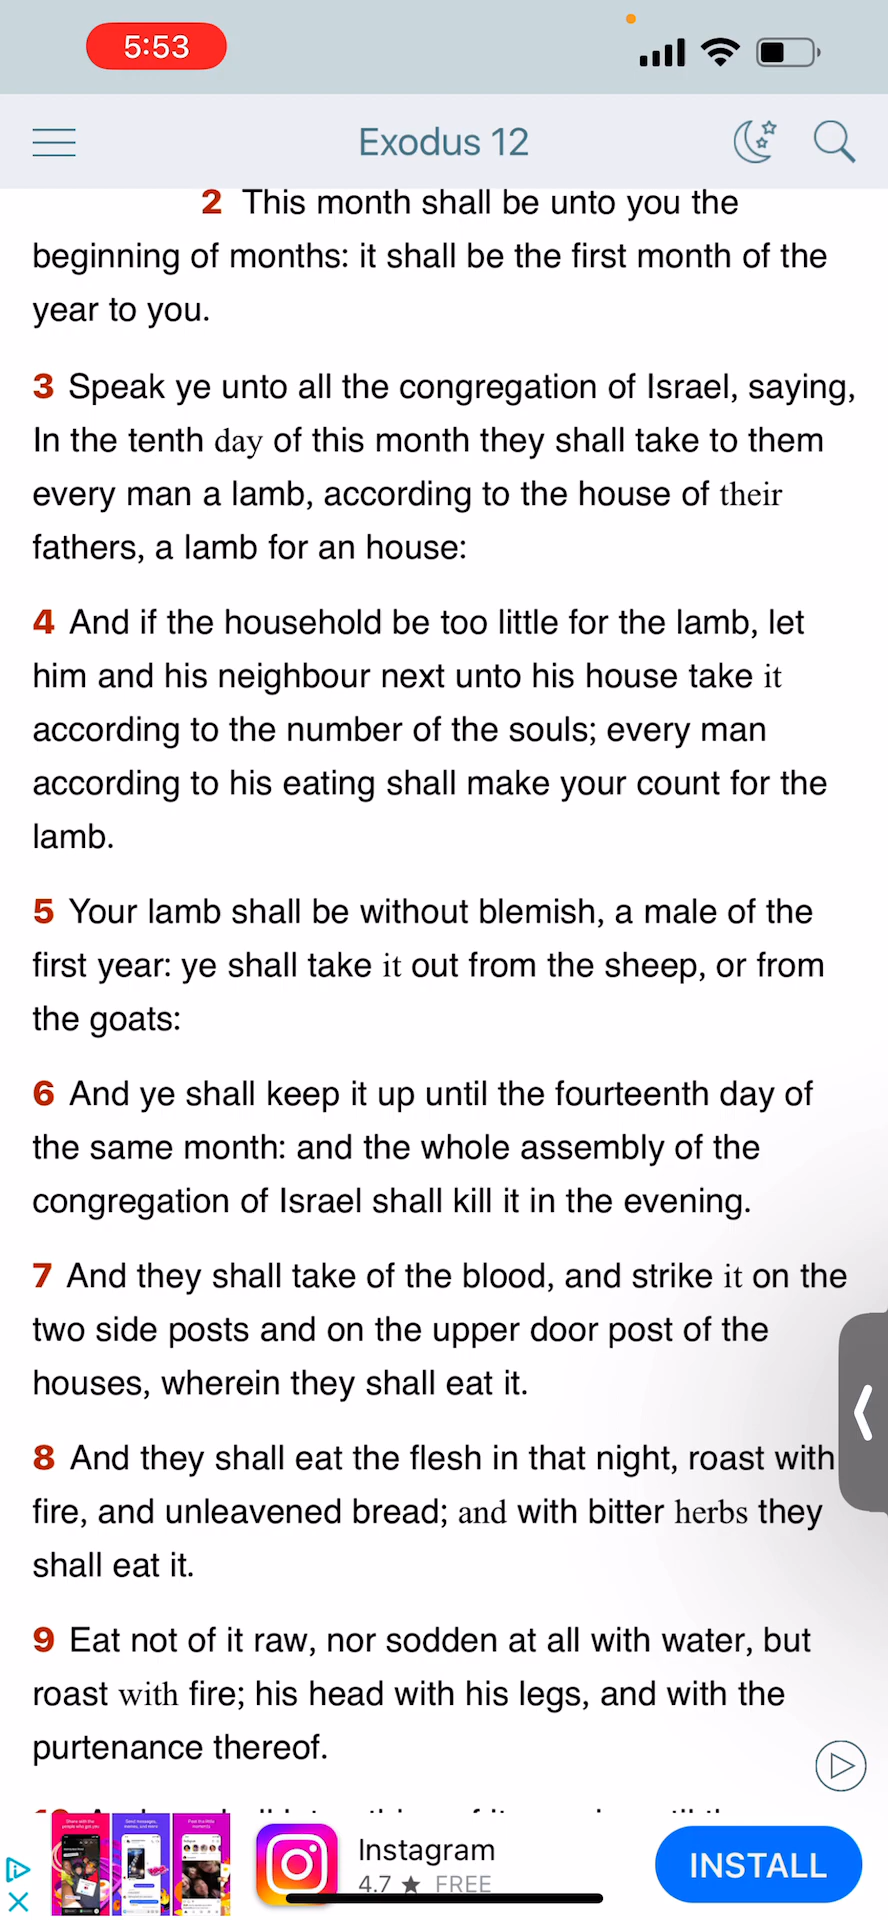 5:53
Exodus 12
2 This month shall be unto you the
beginning of months: it shall be the first month of the
year to you.
3 Speak ye unto all the congregation of Israel, saying,
In the tenth day of this month they shall take to them
every man a lamb, according to the house of their
fathers, a lamb for an house:
4 And if the household be too little for the lamb, let
him and his neighbour next unto his house take it
according to the number of the souls; every man
according to his eating shall make your count for the
lamb.
5 Your lamb shall be without blemish, a male of the
first year: ye shall take it out from the sheep, or from
the goats:
6 And ye shall keep it up until the fourteenth day of
the same month: and the whole assembly of the
congregation of Israel shall kill it in the evening.
7 And they shall take of the blood, and strike it on the
two side posts and on the upper door post of the
houses, wherein they shall eat it.
8 And they shall eat the flesh in that night, roast with
fire, and unleavened bread; and with bitter herbs they
shall eat it.
9 Eat not of it raw, nor sodden at all with water, but
roast with fire; his head with his legs, and with the
purtenance thereof.
Instagram
4.7 ★ FREE
INSTALL